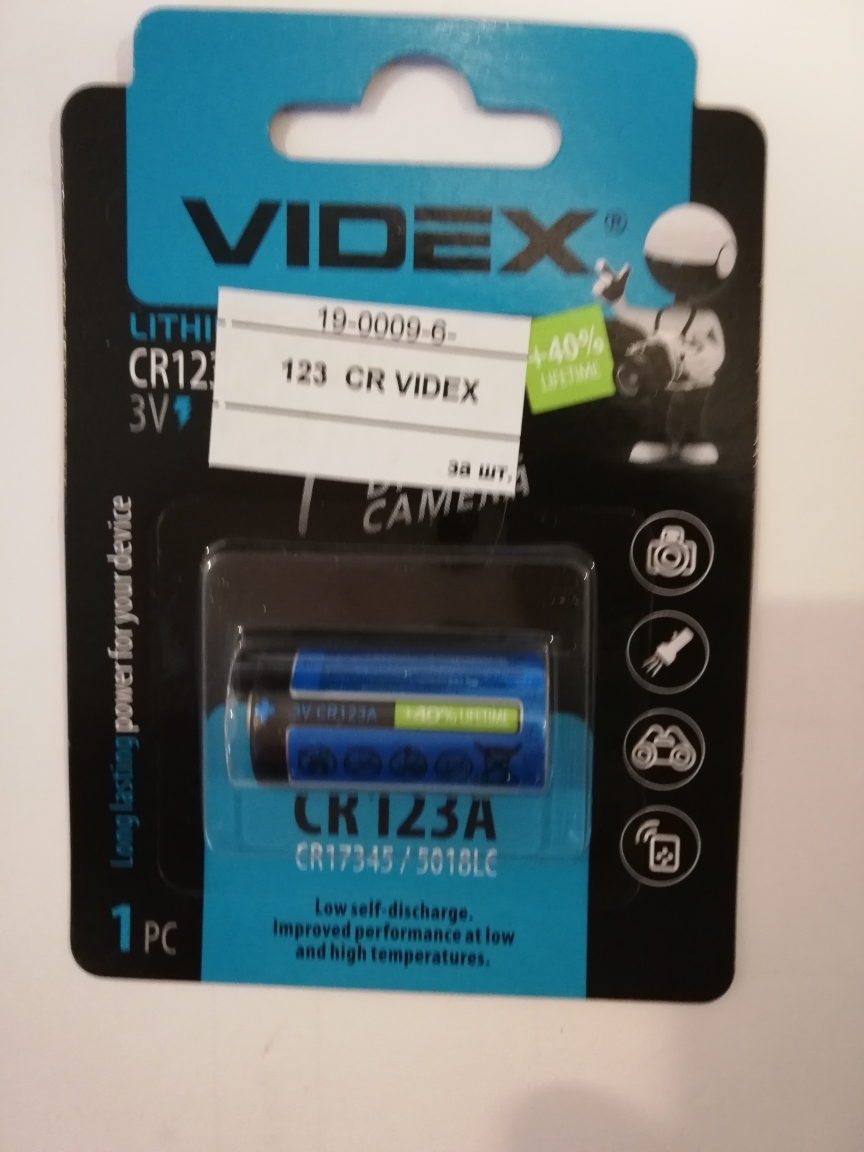 VIDEX®
19-0009-6-
123 CR VIDEX
за шт.
LITHI
CR123
3V
+40%
LIFETIME
CAMERA
Long lasting power for your device
3V CR123A +40% LIFETIME
CR123A
CR17345 / 5018LC
Low self-discharge.
Improved performance at low
and high temperatures.
1 PC